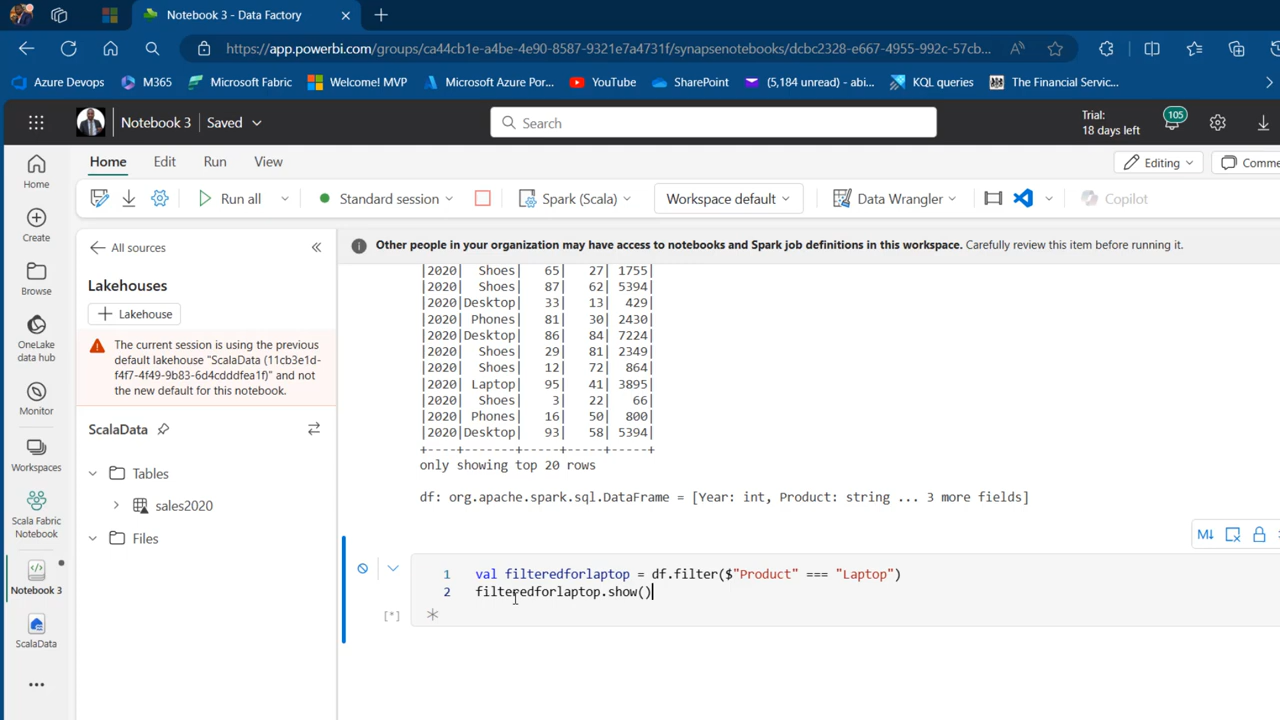 Notebook 3 - Data Factory
https://app.powerbi.com/groups/ca44cb1e-a4be-4e90-8587-9321e7a4731f/synapsenotebooks/dcbc2328-e667-4955-992c-57cb...
Azure Devops
M365
Microsoft Fabric
Welcome! MVP
Microsoft Azure Por...
YouTube
SharePoint
(5,184 unread) - abi...
KQL queries
The Financial Servic...
Notebook 3
Saved
Search
Trial:
18 days left
105
Home
Edit
Run
View
Editing
Comme
Run all
Standard session
Spark (Scala)
Workspace default
Data Wrangler
Copilot
Home
Create
Browse
OneLake
data hub
Monitor
Workspaces
Scala Fabric
Notebook
Notebook 3
ScalaData
All sources
Lakehouses
Lakehouse
The current session is using the previous
default lakehouse "ScalaData (11cb3e1d-
f4f7-4f49-9b83-6d4cdddfea1f)" and not
the new default for this notebook.
ScalaData
Tables
sales2020
Files
Other people in your organization may have access to notebooks and Spark job definitions in this workspace. Carefully review this item before running it.
|2020| Shoes| 65| 27| 1755|
|2020| Shoes| 87| 62| 5394|
|2020|Desktop| 33| 13| 429|
|2020| Phones| 81| 30| 2430|
|2020|Desktop| 86| 84| 7224|
|2020| Shoes| 29| 81| 2349|
|2020| Shoes| 12| 72| 864|
|2020| Laptop| 95| 41| 3895|
|2020| Shoes| 3| 22| 66|
|2020| Phones| 16| 50| 800|
|2020|Desktop| 93| 58| 5394|
+----+-------+-----+-----+-----+
only showing top 20 rows
df: org.apache.spark.sql.DataFrame = [Year: int, Product: string ... 3 more fields]
M↓
1 val filteredforlaptop = df.filter($"Product" === "Laptop")
2 filteredforlaptop.show()
[*]